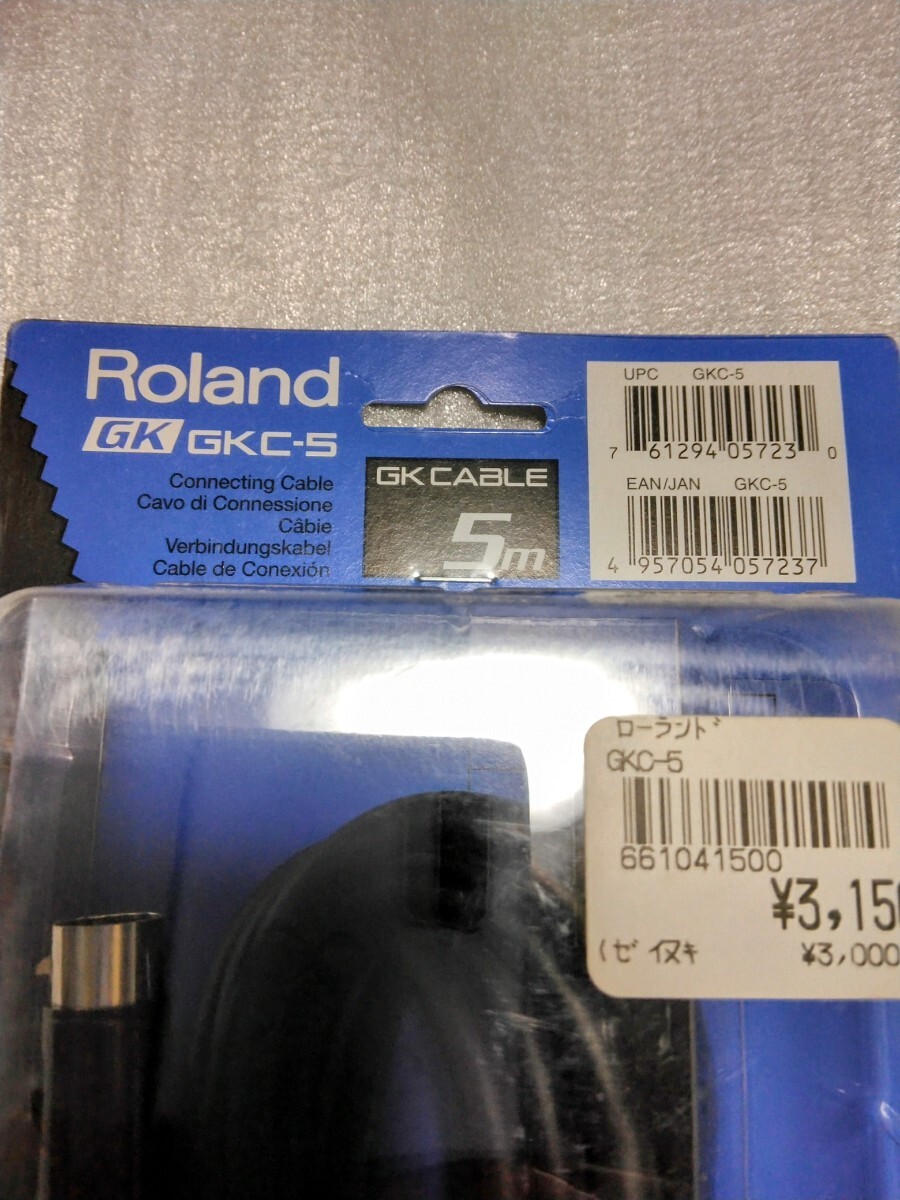 Roland
GK GKC-5
Connecting Cable
Cavo di Connessione
Câbie
Verbindungskabel
Cable de Conexión
GK CABLE
5m
UPC GKC-5
7 61294 05723 0
EAN/JAN GKC-5
4 957054 057237
ローランド
GKC-5
661041500
¥3,150
(ゼイヌキ ¥3,000